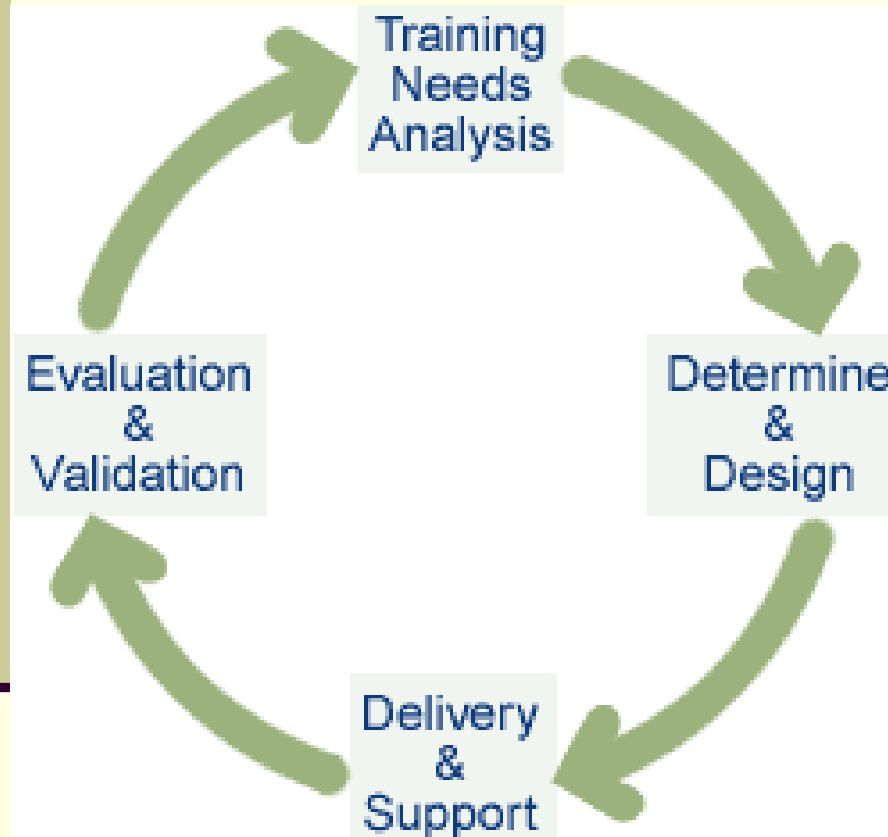 Training
Needs
Analysis
Evaluation
&
Validation
Determine
&
Design
Delivery
&
Support